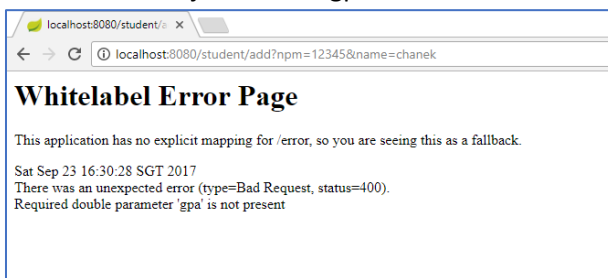 localhost:8080/student/a
localhost:8080/student/add?npm=12345&name=chanek
Whitelabel Error Page
This application has no explicit mapping for /error, so you are seeing this as a fallback.
Sat Sep 23 16:30:28 SGT 2017
There was an unexpected error (type=Bad Request, status=400).
Required double parameter 'gpa' is not present